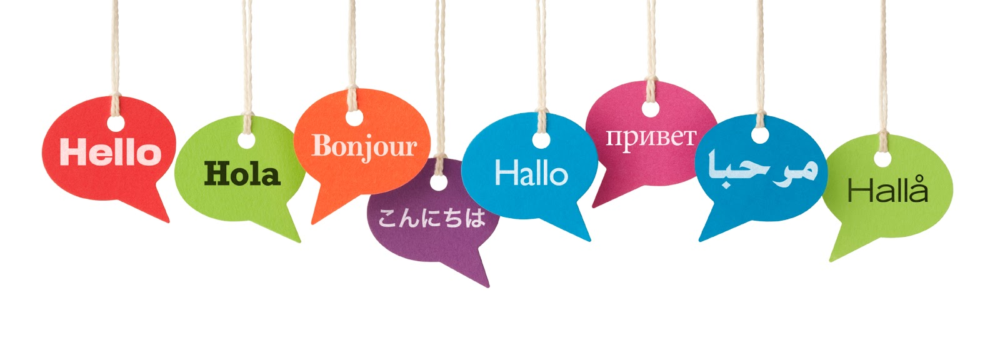 Hello
Hola
Bonjour
こんにちは
Hallo
привет
مرحبا
Hallå